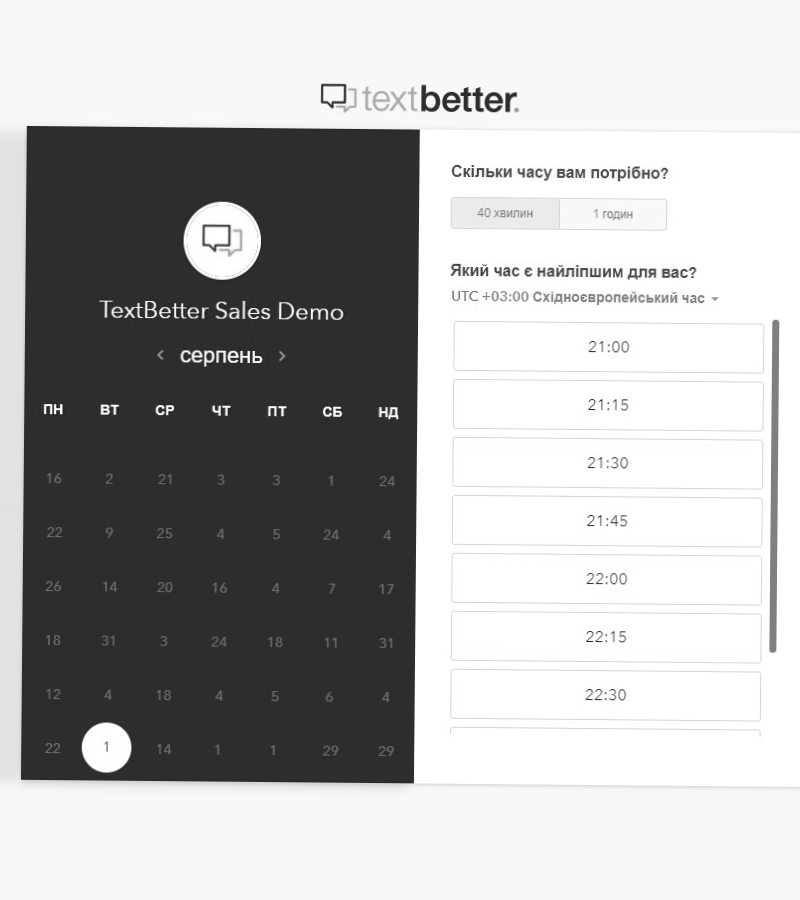 textbetter.
TextBetter Sales Demo
серпень
ПН ВТ СР ЧТ ПТ СБ НД
16 2 21 3 3 1 24
22 9 25 4 5 24 4
26 14 20 16 4 7 17
18 31 3 24 18 11 31
12 4 18 4 5 6 4
22 1 14 1 1 29 29
Скільки часу вам потрібно?
40 хвилин 1 годин
Який час є найліпшим для вас?
UTC +03:00 Східноєвропейський час
21:00
21:15
21:30
21:45
22:00
22:15
22:30